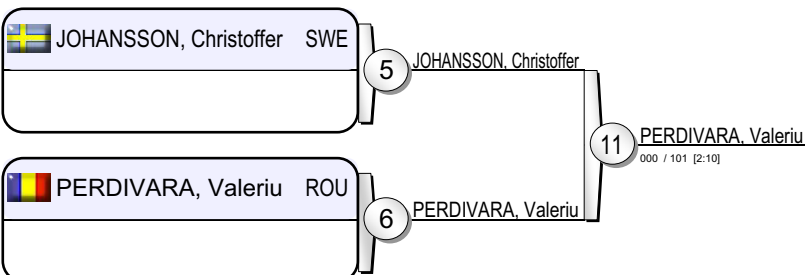 JOHANSSON, Christoffer SWE
5
JOHANSSON, Christoffer
11
PERDIVARA, Valeriu
000 / 101 [2:10]
PERDIVARA, Valeriu ROU
6
PERDIVARA, Valeriu